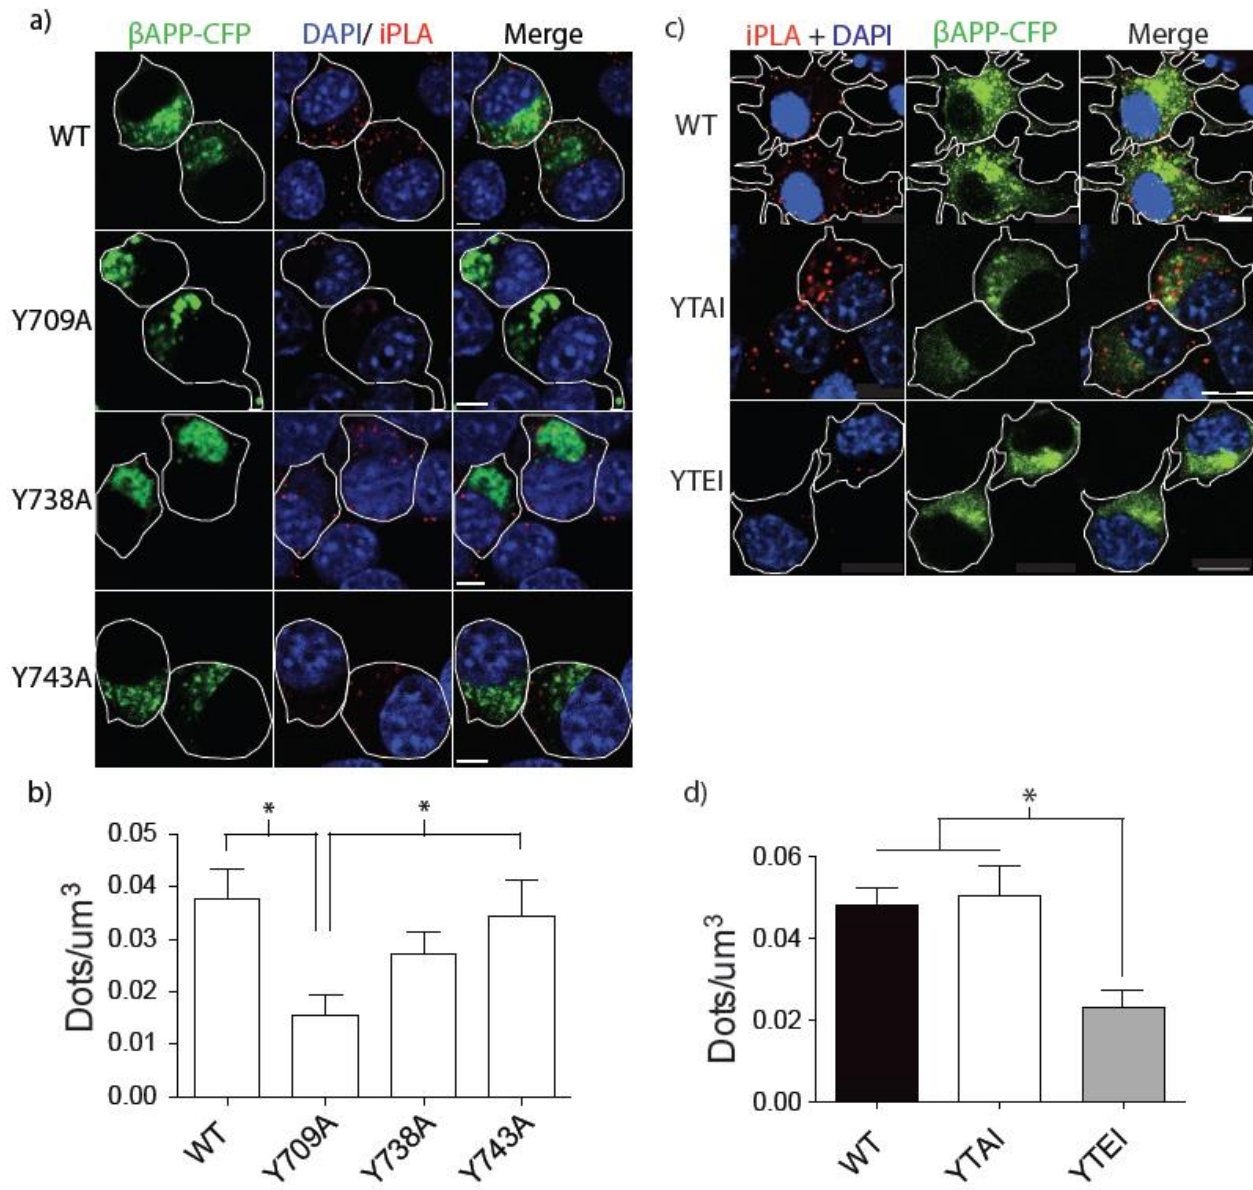 a)
βAPP-CFP DAPI/ iPLA Merge
WT
Y709A
Y738A
Y743A
b)
* *
Dots/um³
0.05
0.04
0.03
0.02
0.01
0.00
WT Y709A Y738A Y743A
c)
iPLA + DAPI βAPP-CFP Merge
WT
YTAI
YTEI
d)
*
Dots/um³
0.06
0.04
0.02
0.00
WT YTAI YTEI